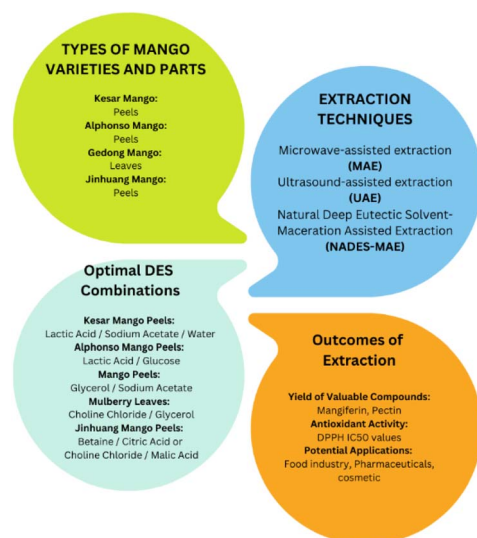 TYPES OF MANGO
VARIETIES AND PARTS
Kesar Mango:
Peels
Alphonso Mango:
Peels
Gedong Mango:
Leaves
Jinhuang Mango:
Peels
EXTRACTION
TECHNIQUES
Microwave-assisted extraction
(MAE)
Ultrasound-assisted extraction
(UAE)
Natural Deep Eutectic Solvent-
Maceration Assisted Extraction
(NADES-MAE)
Optimal DES
Combinations
Kesar Mango Peels:
Lactic Acid / Sodium Acetate / Water
Alphonso Mango Peels:
Lactic Acid / Glucose
Mango Peels:
Glycerol / Sodium Acetate
Mulberry Leaves:
Choline Chloride / Glycerol
Jinhuang Mango Peels:
Betaine / Citric Acid or
Choline Chloride / Malic Acid
Outcomes of
Extraction
Yield of Valuable Compounds:
Mangiferin, Pectin
Antioxidant Activity:
DPPH IC50 values
Potential Applications:
Food industry, Pharmaceuticals,
cosmetic